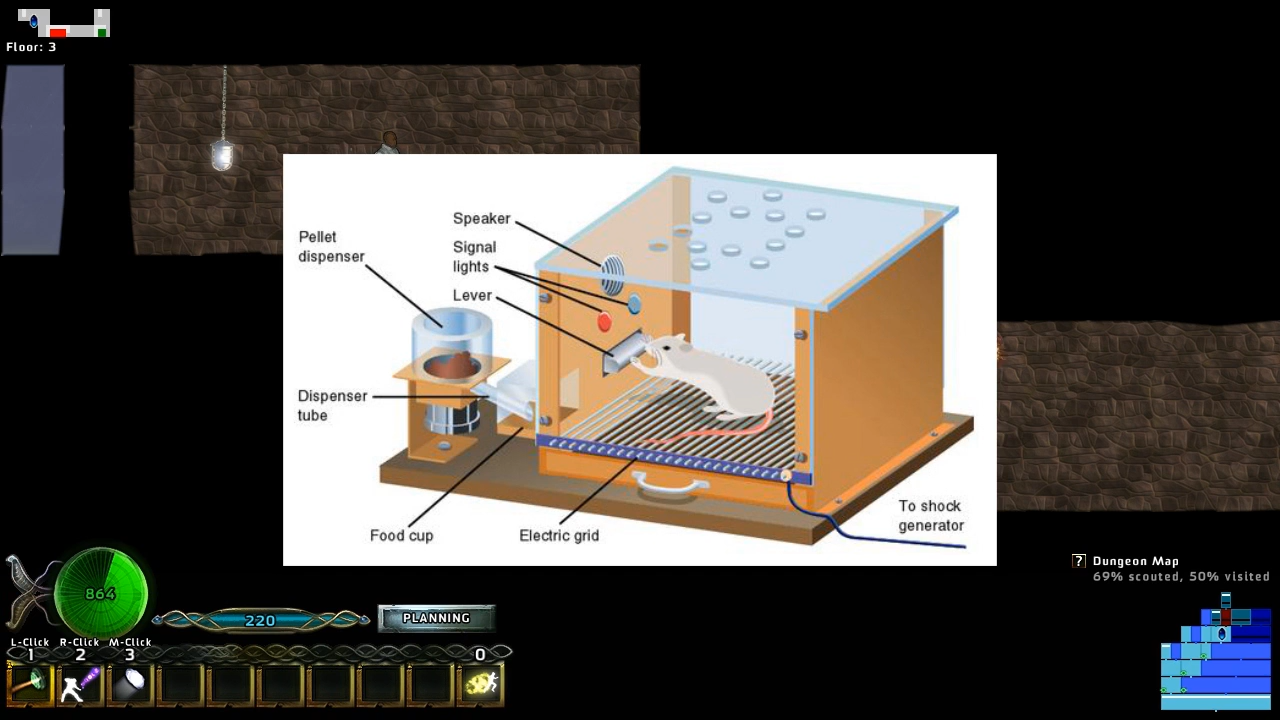 Floor: 3
Speaker
Pellet
dispenser
Signal
lights
Lever
Dispenser
tube
Food cup
Electric grid
To shock
generator
? Dungeon Map
69% scouted, 50% visited
864
220
PLANNING
L-Click R-Click M-Click
1 2 3 0